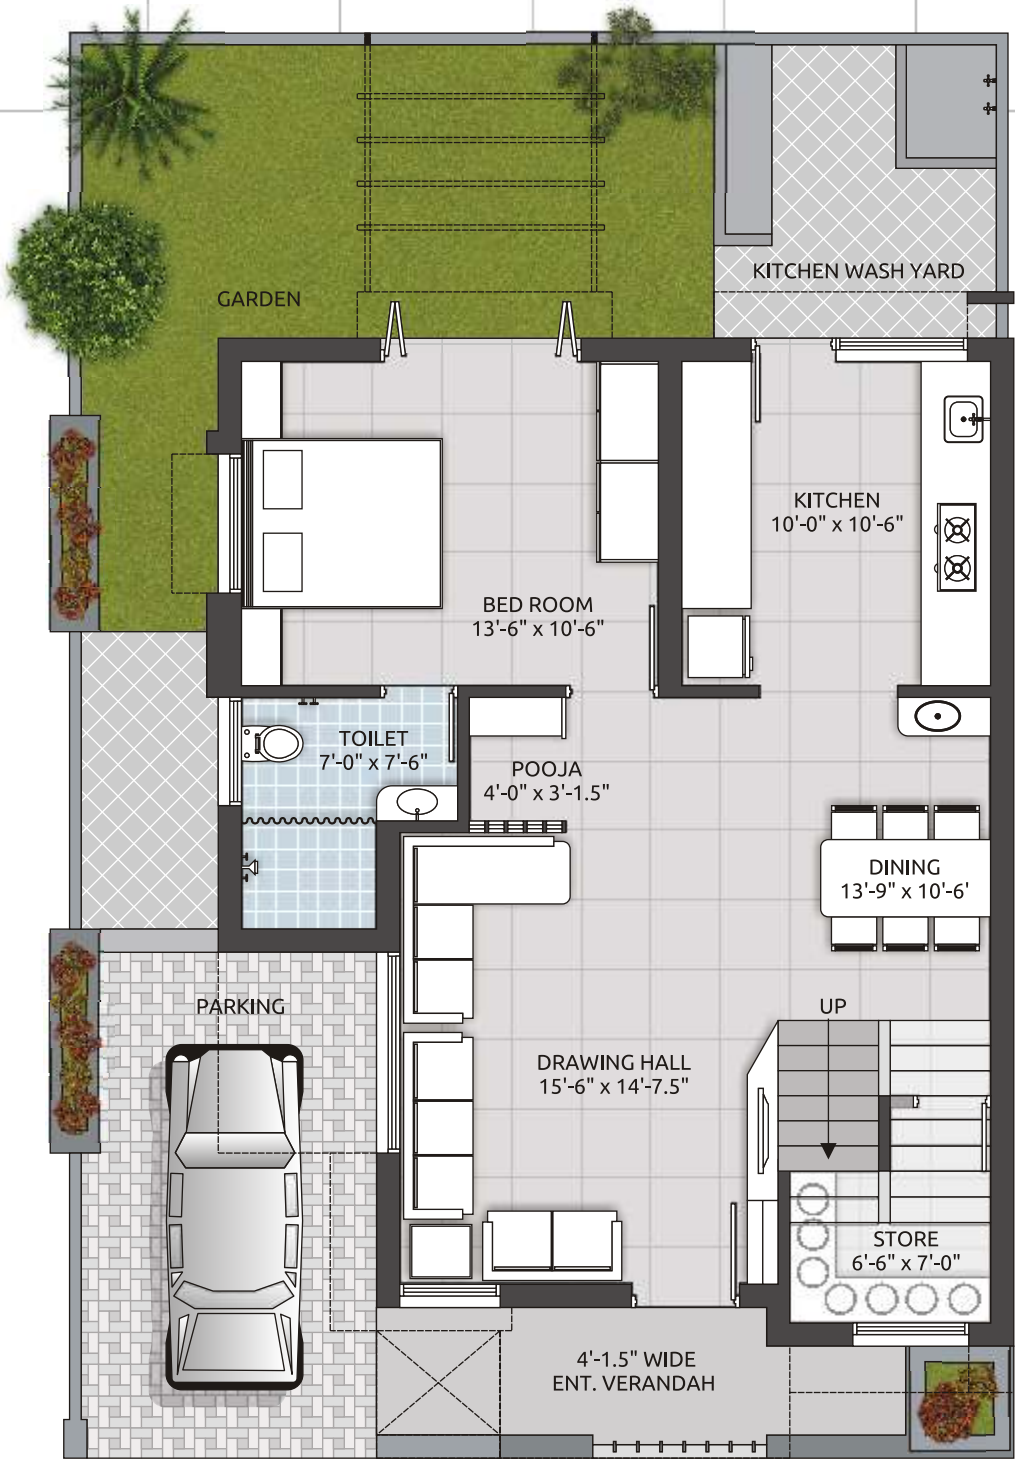 KITCHEN WASH YARD
GARDEN
KITCHEN
10'-0" x 10'-6"
BED ROOM
13'-6" x 10'-6"
TOILET
7'-0" x 7'-6"
POOJA
4'-0" x 3'-1.5"
DINING
13'-9" x 10'-6'
PARKING
UP
DRAWING HALL
15'-6" x 14'-7.5"
STORE
6'-6" x 7'-0"
4'-1.5" WIDE
ENT. VERANDAH